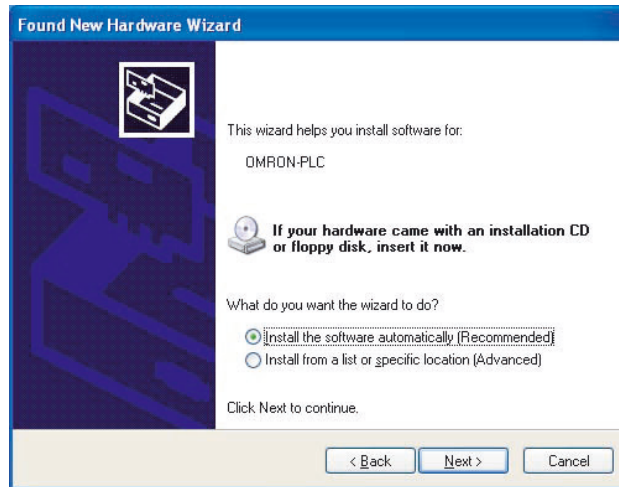 Found New Hardware Wizard
This wizard helps you install software for:
OMRON-PLC
If your hardware came with an installation CD
or floppy disk, insert it now.
What do you want the wizard to do?
Install the software automatically (Recommended)
Install from a list or specific location (Advanced)
Click Next to continue.
< Back Next > Cancel